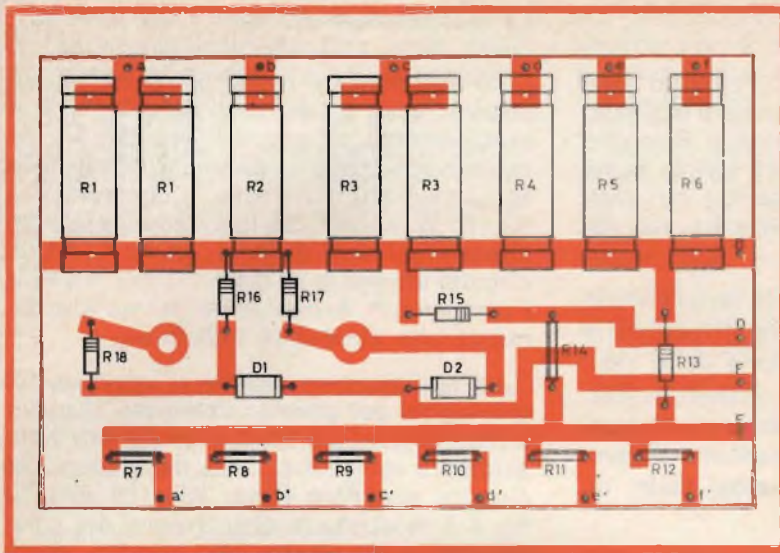 A b c d e f
R1 R1 R2 R3 R3 R4 R5 R6
R16 R17
R15
D
R18
R14
R13
D1
D2
F
E
R7 R8 R9 R10 R11 R12
a' b' c' d' e' f'